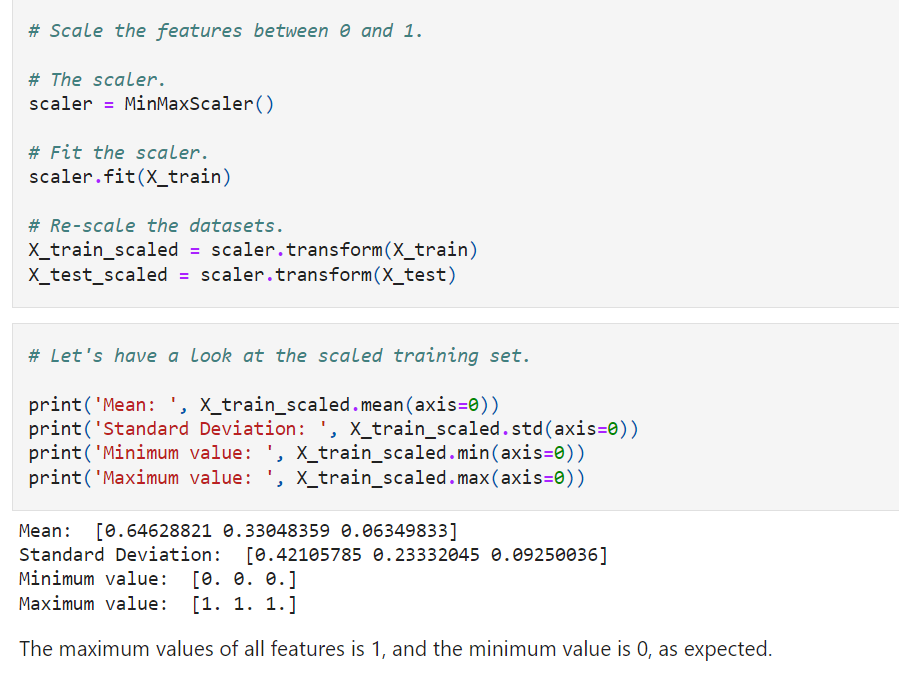 # Scale the features between 0 and 1.
# The scaler.
scaler = MinMaxScaler()
# Fit the scaler.
scaler.fit(X_train)
# Re-scale the datasets.
X_train_scaled = scaler.transform(X_train)
X_test_scaled = scaler.transform(X_test)
# Let's have a look at the scaled training set.
print('Mean: ', X_train_scaled.mean(axis=0))
print('Standard Deviation: ', X_train_scaled.std(axis=0))
print('Minimum value: ', X_train_scaled.min(axis=0))
print('Maximum value: ', X_train_scaled.max(axis=0))
Mean:  [0.64628821 0.33048359 0.06349833]
Standard Deviation:  [0.42105785 0.23332045 0.09250036]
Minimum value:  [0. 0. 0.]
Maximum value:  [1. 1. 1.]
The maximum values of all features is 1, and the minimum value is 0, as expected.